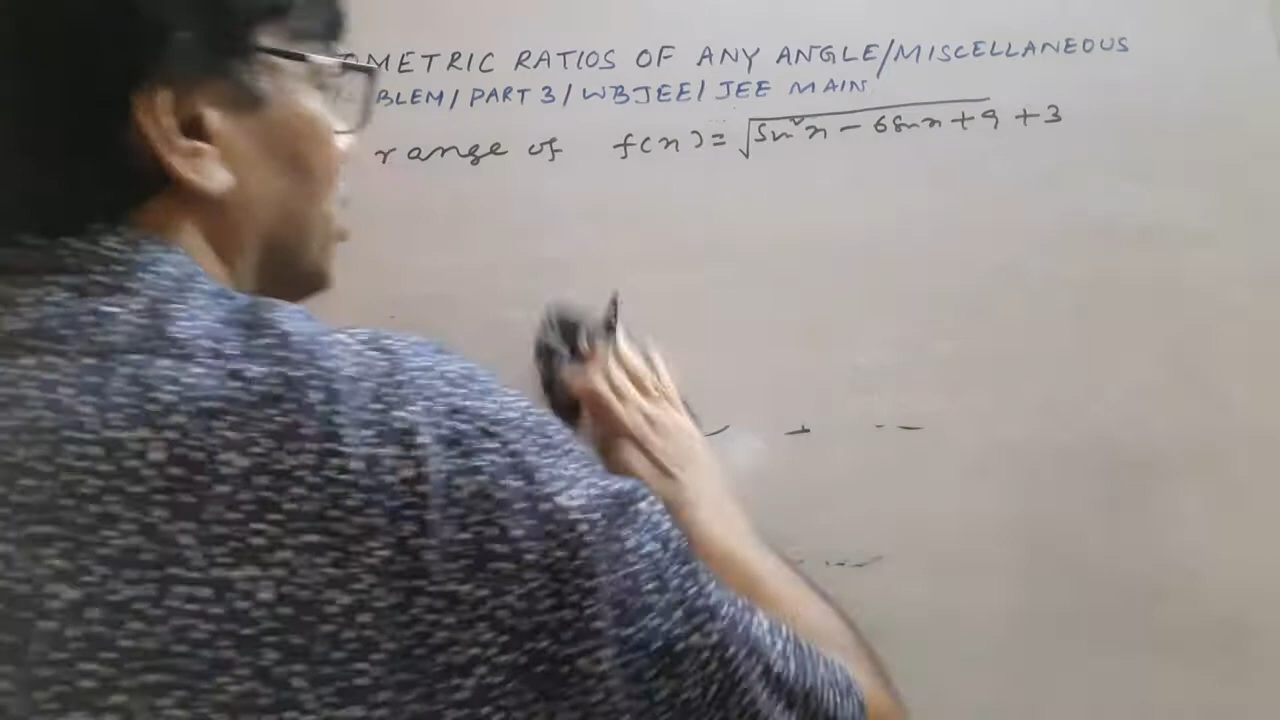 OMETRIC RATIOS OF ANY ANGLE/MISCELLANEOUS
BLEM/ PART 3/ WBJEE/ JEE MAIN
range of f(x)=√sin²x - 6sinx+9 +3